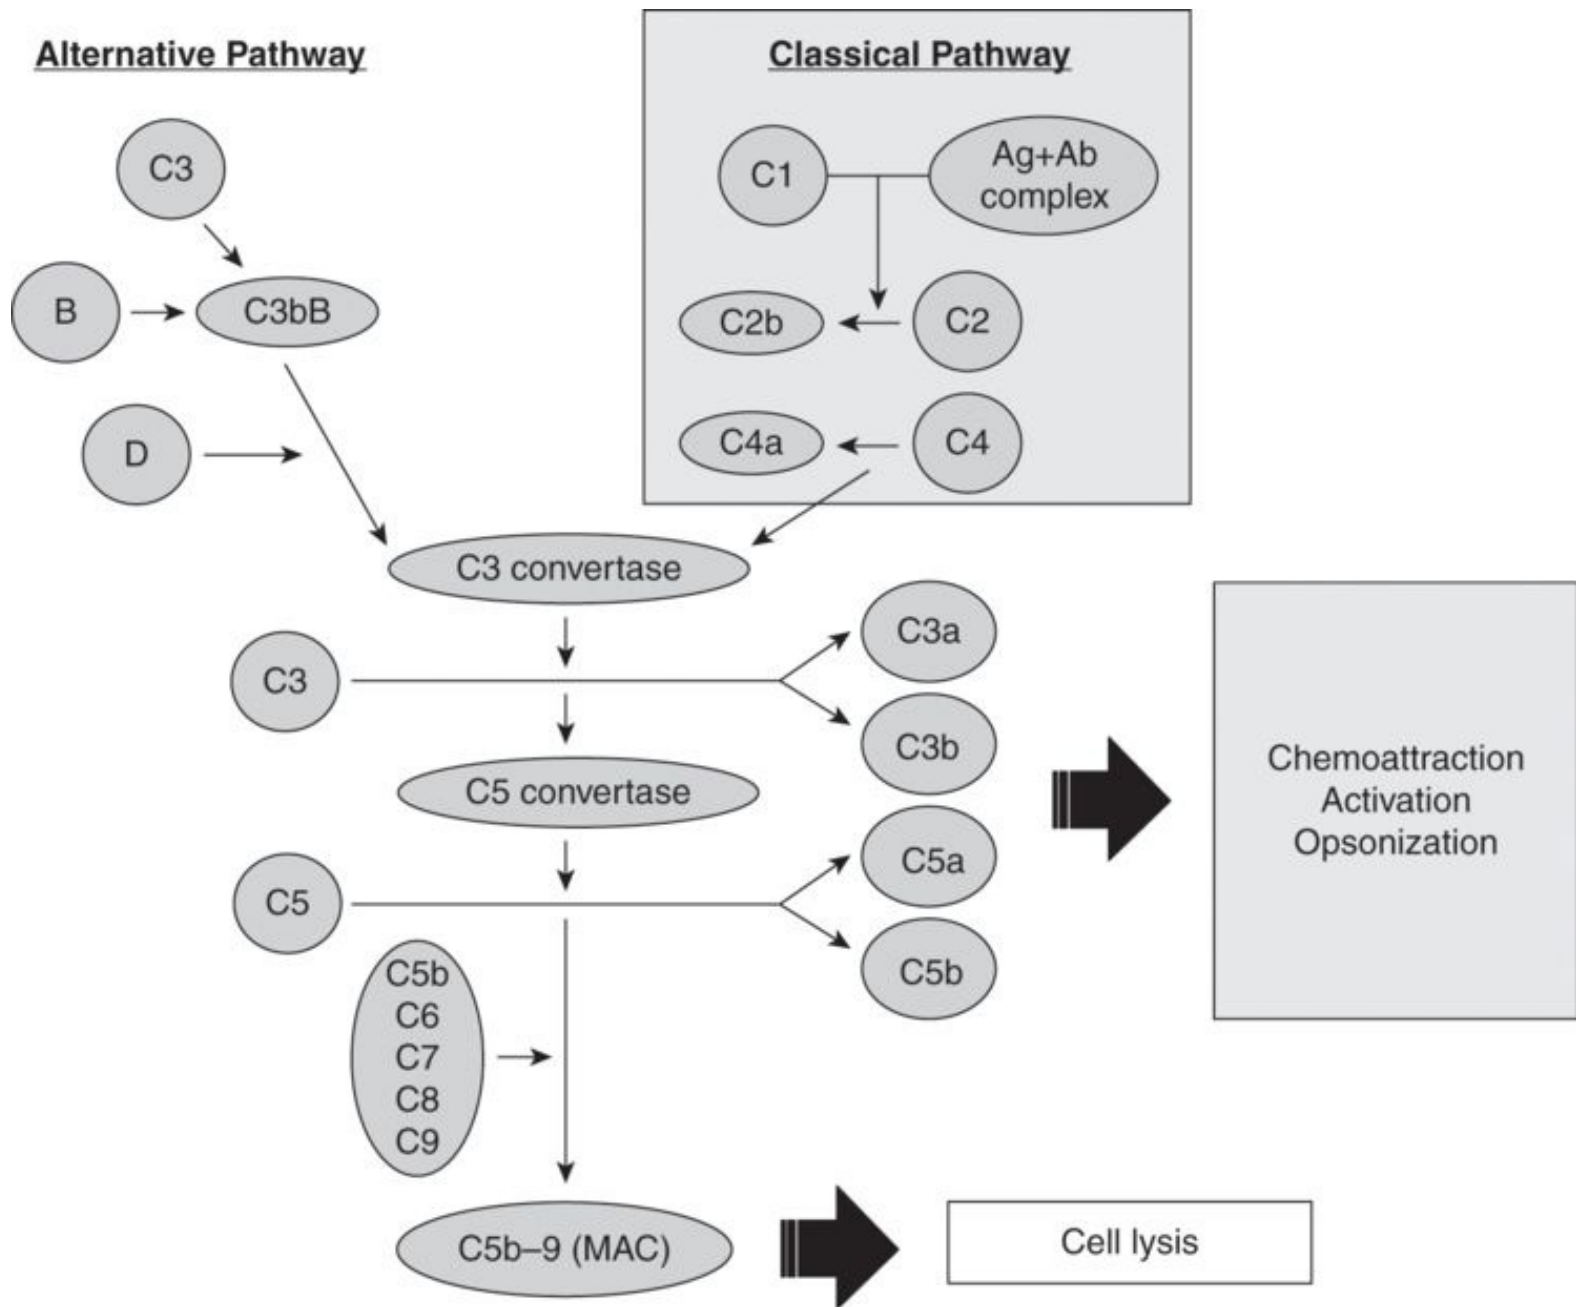 Alternative Pathway
Classical Pathway
C3
B
C3bB
D
C1
Ag+Ab
complex
C2b
C2
C4a
C4
C3 convertase
C3
C3a
C3b
C5 convertase
C5
C5a
C5b
Chemoattraction
Activation
Opsonization
C5b
C6
C7
C8
C9
C5b–9 (MAC)
Cell lysis